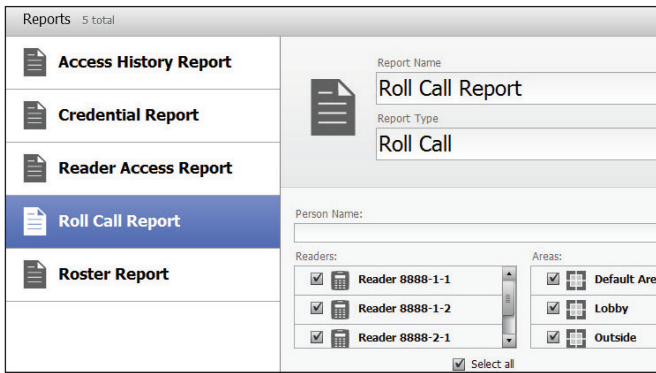 Reports 5 total
Access History Report
Credential Report
Reader Access Report
Roll Call Report
Roster Report
Report Name
Roll Call Report
Report Type
Roll Call
Person Name:
Readers:
Reader 8888-1-1
Reader 8888-1-2
Reader 8888-2-1
Areas:
Default Are
Lobby
Outside
Select all